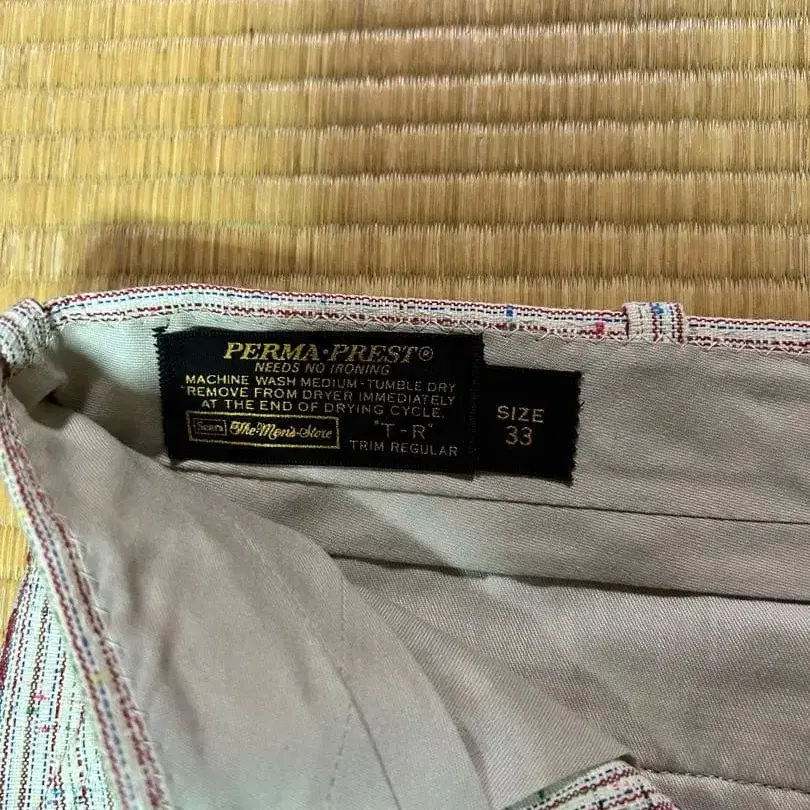 PERMA·PREST®
NEEDS NO IRONING
MACHINE WASH MEDIUM-TUMBLE DRY
*REMOVE FROM DRYER IMMEDIATELY
AT THE END OF DRYING CYCLE.
Sears The-Men's-Store
"T-R"
TRIM REGULAR
SIZE
33